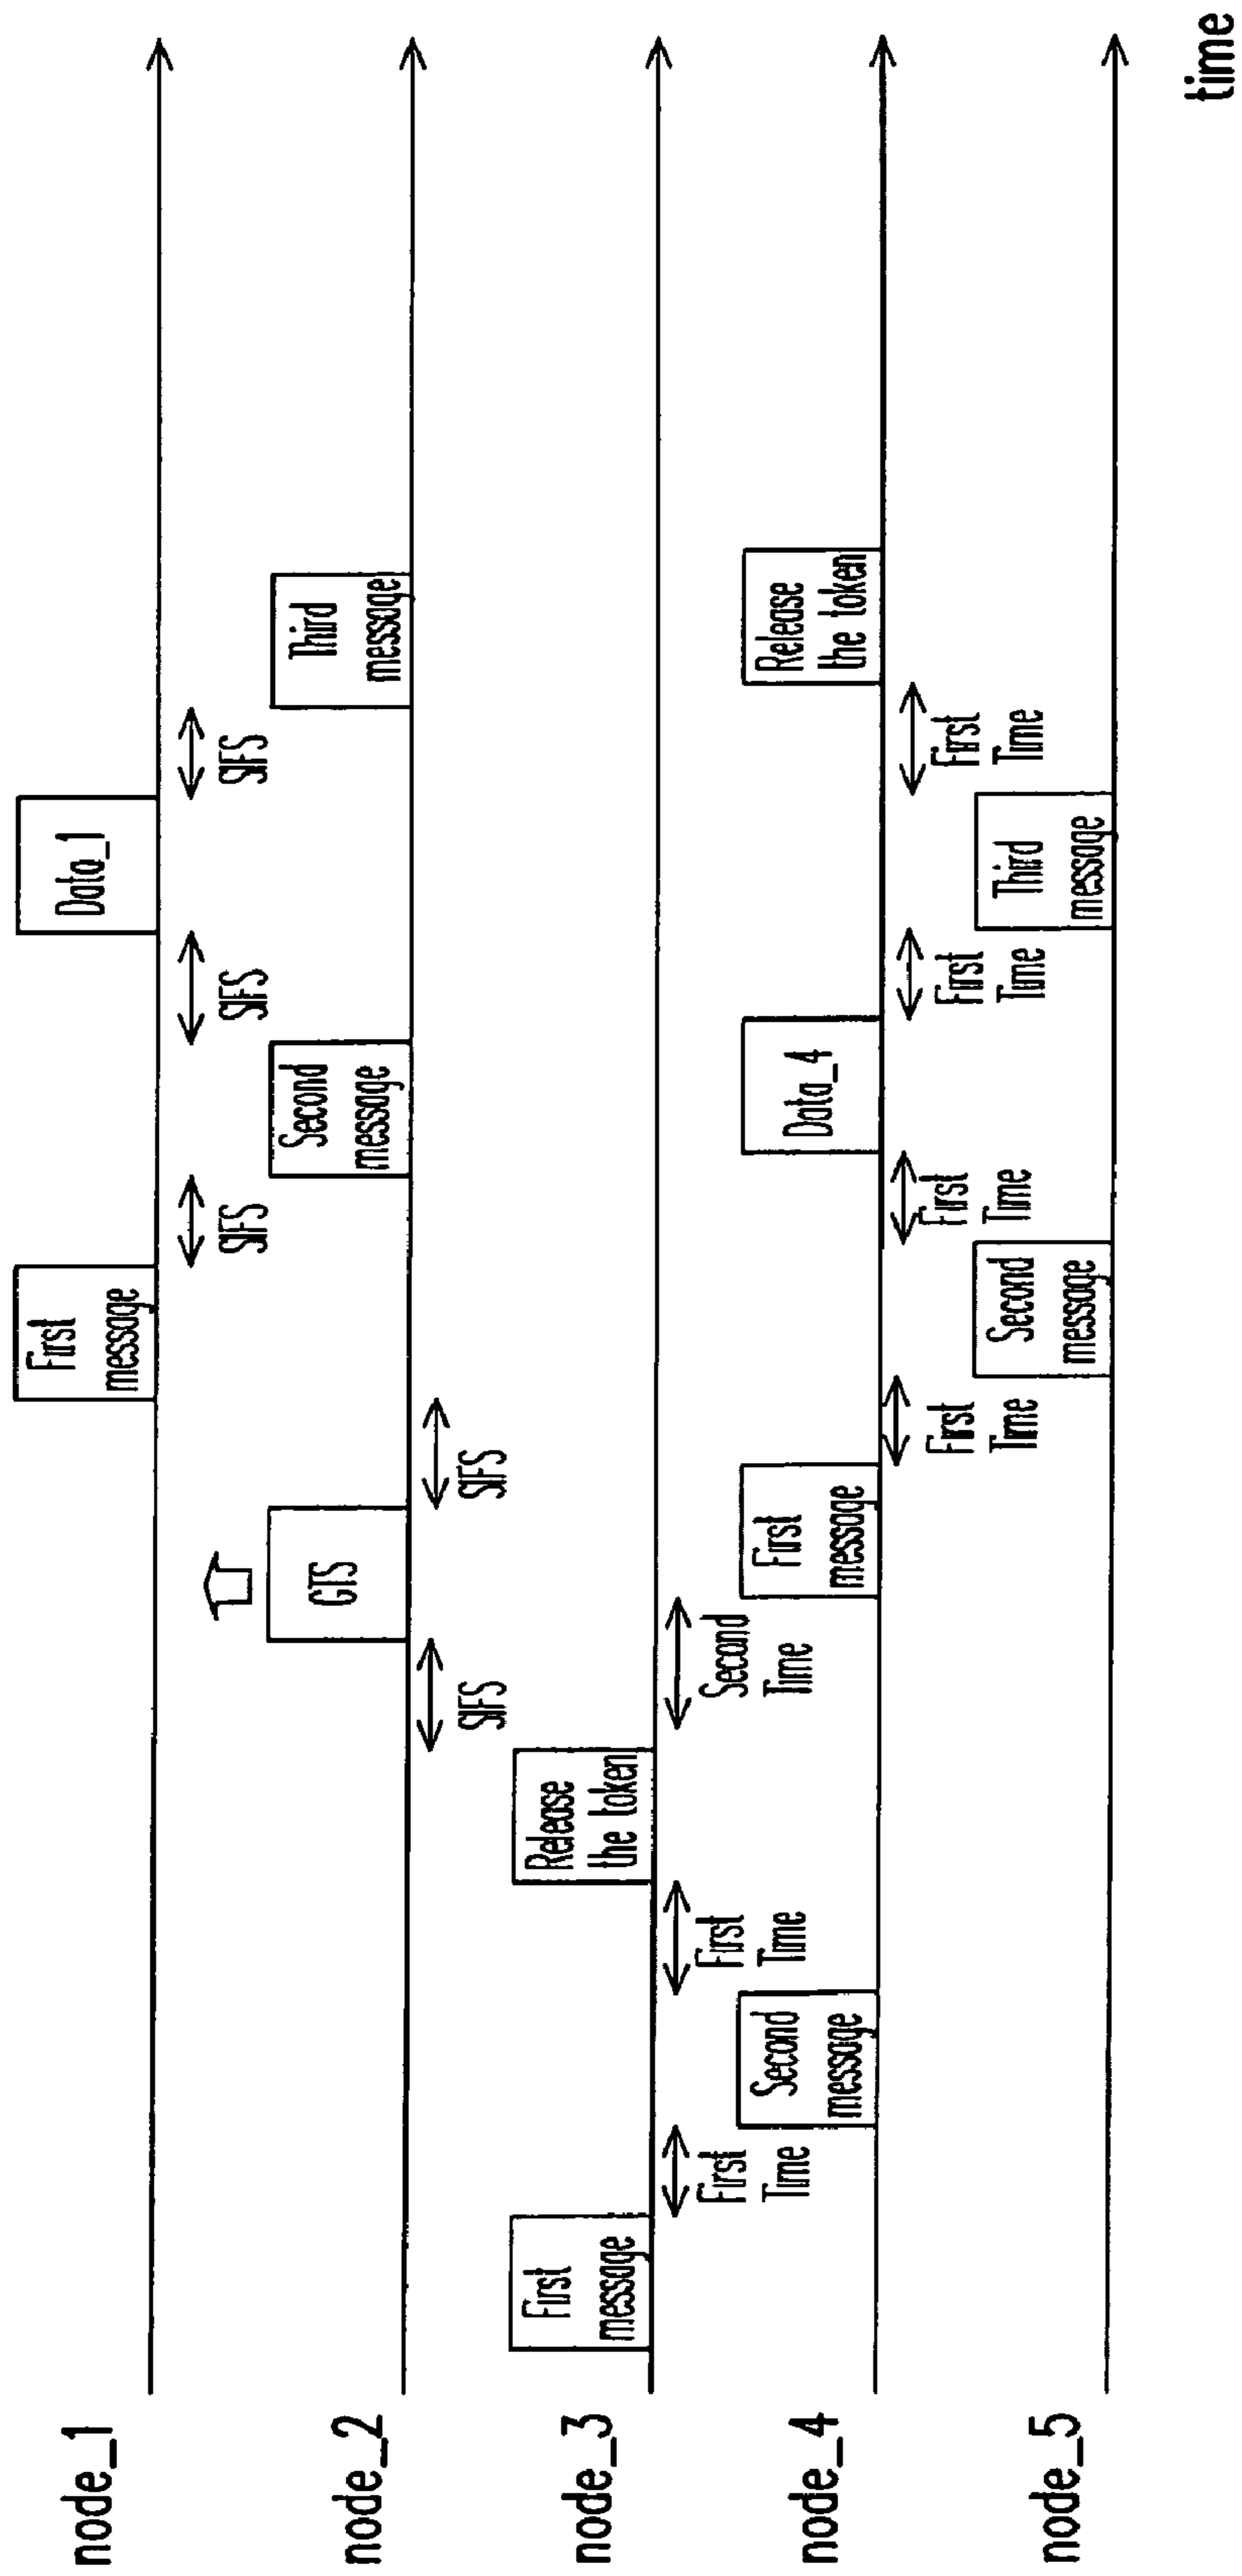 node_1
First
message
SIFS
SIFS
Data_1
SIFS
node_2
SIFS
GTS
SIFS
Second
message
Third
message
node_3
First
message
First
Time
First
Time
Release
the token
Second
Time
node_4
Second
message
First
message
First
Time
First
Time
Data_4
First
Time
First
Time
Release
the token
node_5
Second
message
Third
message
time